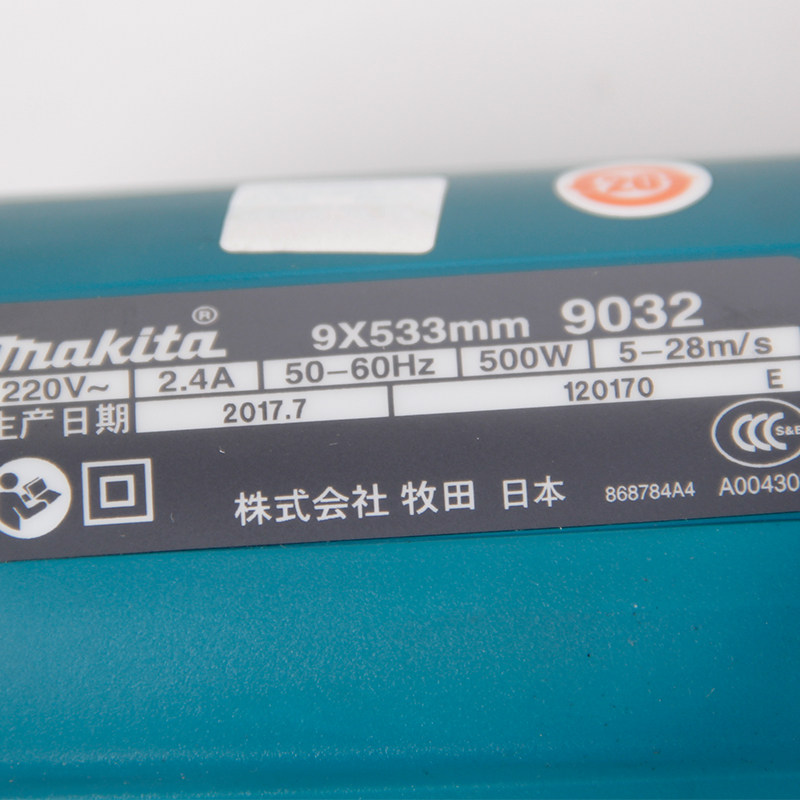 makita® 9X533mm 9032
220V~ 2.4A 50-60Hz 500W 5-28m/s
生产日期 2017.7 120170 E
CCC S&E
株式会社 牧田 日本 868784A4 A00430